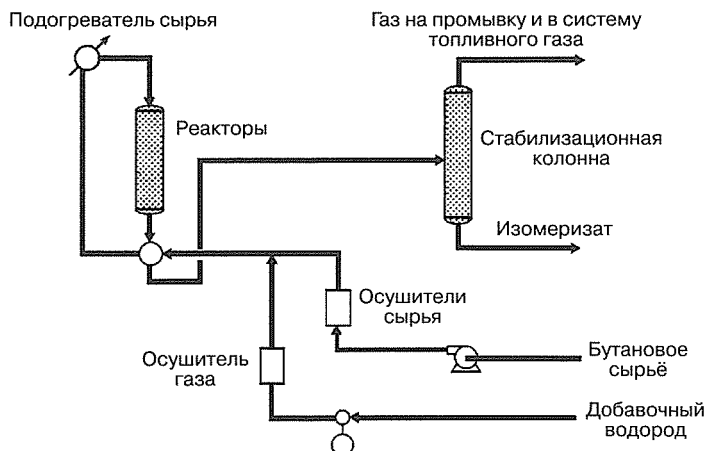 Подогреватель сырья
Газ на промывку и в систему
топливного газа
Реакторы
Стабилизационная
колонна
Изомеризат
Осушители
сырья
Осушитель
газа
Бутановое
сырьё
Добавочный
водород